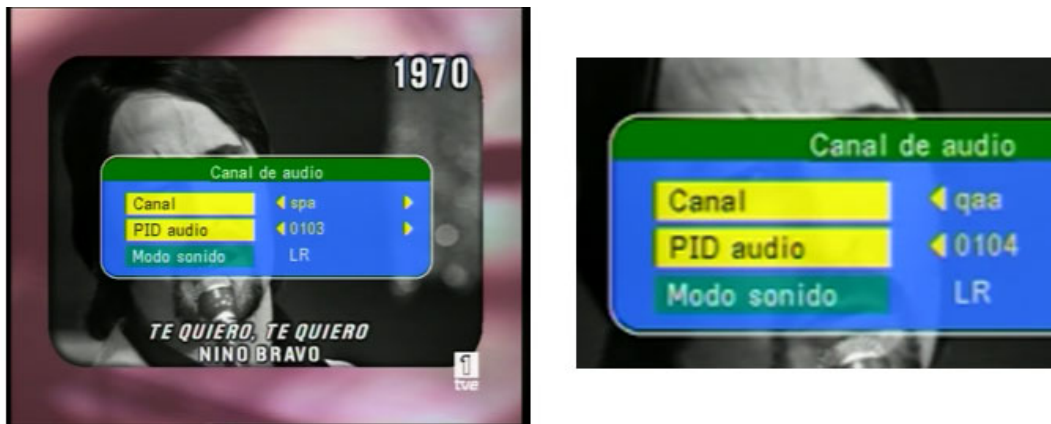 1970
Canal de audio
Canal
spa
PID audio
0103
Modo sonido
LR
TE QUIERO, TE QUIERO
NINO BRAVO
1
tve
Canal de audio
Canal
qaa
PID audio
0104
Modo sonido
LR